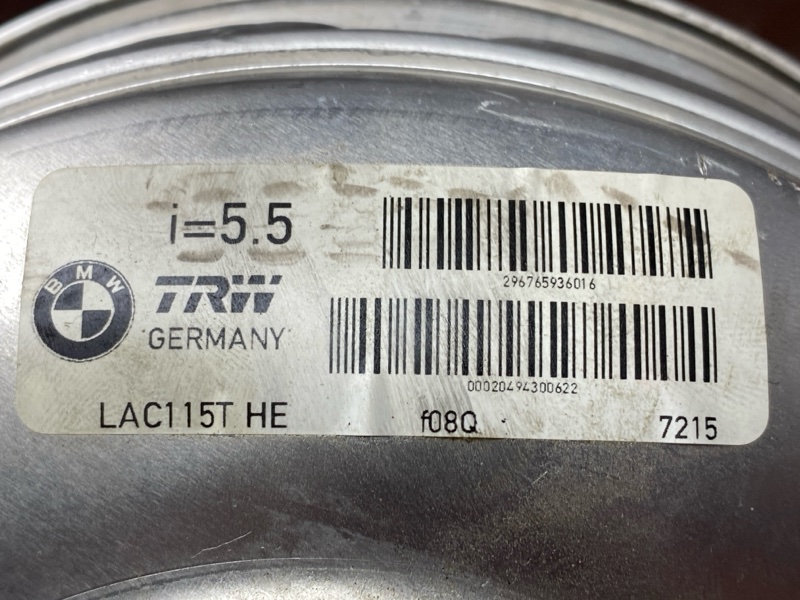 i=5.5
296765936016
BMW
TRW
GERMANY
00020494300622
LAC115T HE f08Q 7215